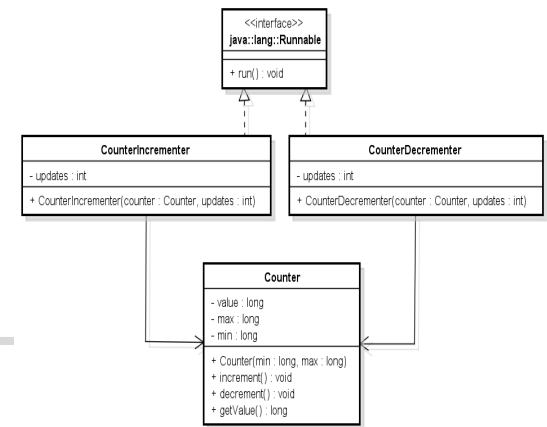 <<interface>>
java::lang::Runnable
+ run() : void
CounterIncrementer
- updates : int
+ CounterIncrementer(counter : Counter, updates : int)
CounterDecrementer
- updates : int
+ CounterDecrementer(counter : Counter, updates : int)
Counter
- value : long
- max : long
- min : long
+ Counter(min : long, max : long)
+ increment() : void
+ decrement() : void
+ getValue() : long